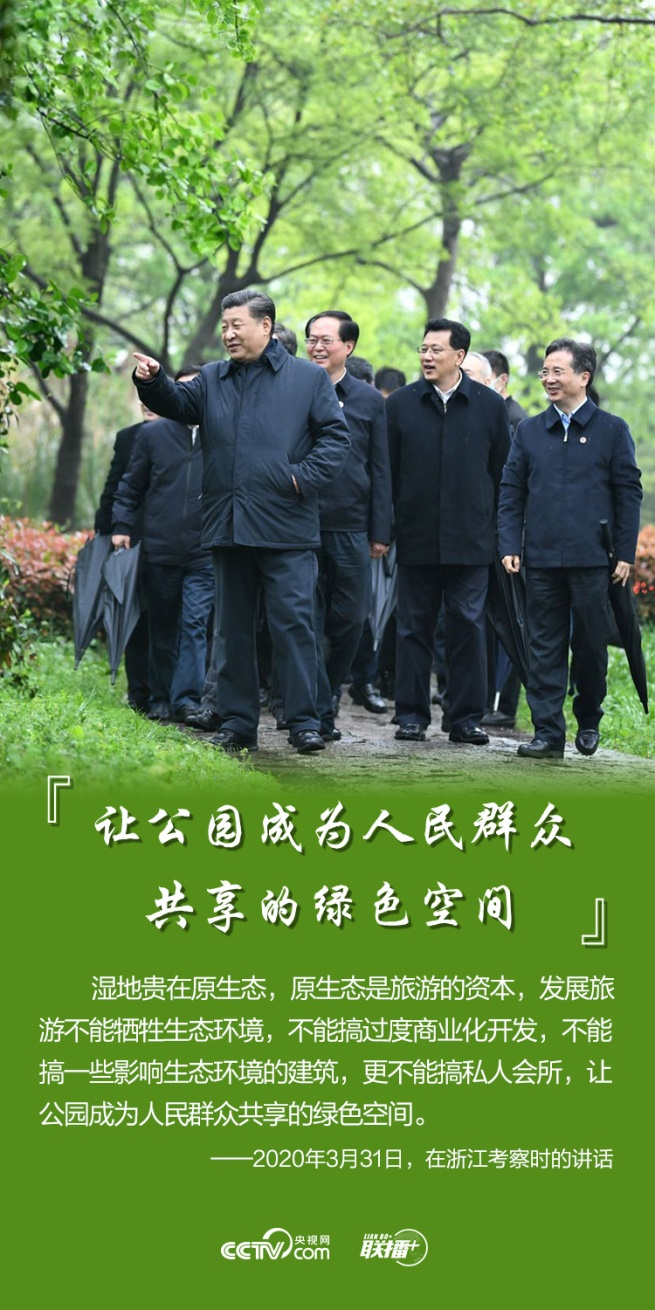 『让公园成为人民群众
共享的绿色空间』
湿地贵在原生态，原生态是旅游的资本，发展旅
游不能牺牲生态环境，不能搞过度商业化开发，不能
搞一些影响生态环境的建筑，更不能搞私人会所，让
公园成为人民群众共享的绿色空间。
——2020年3月31日，在浙江考察时的讲话
CCTV.com 央视网
LIAN BO+
联播+